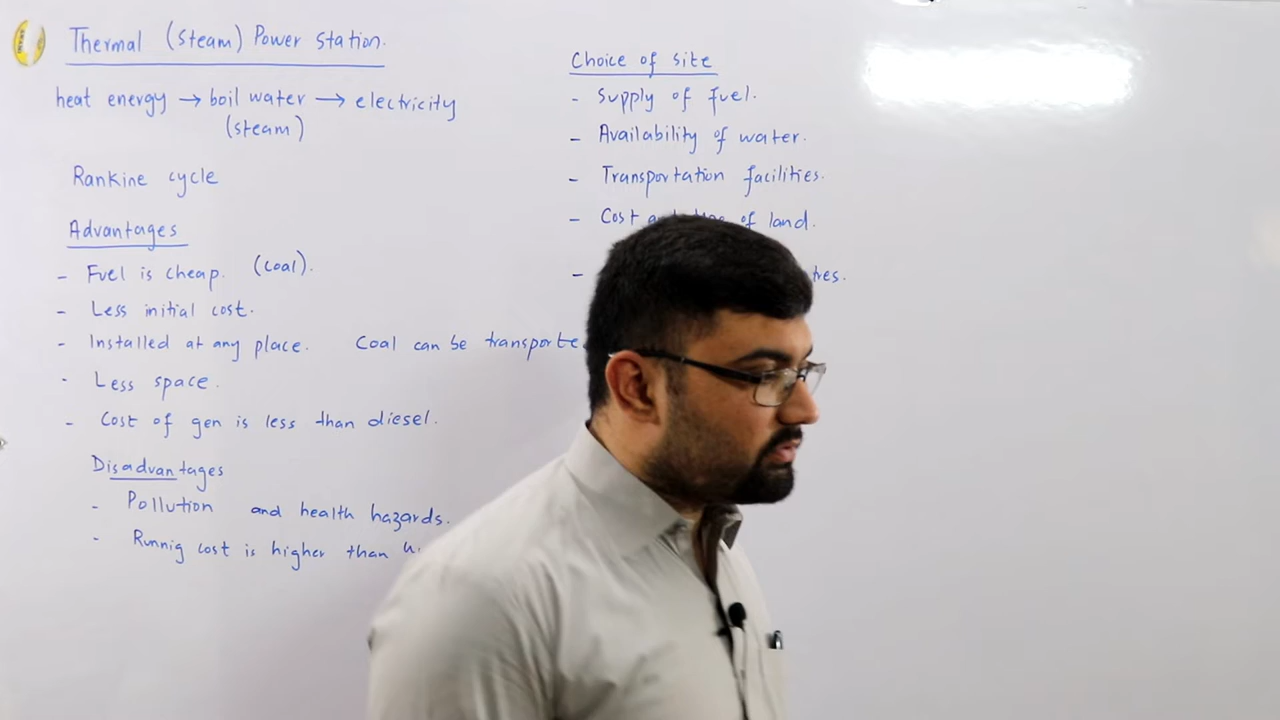 Thermal (Steam) Power Station.
heat energy → boil water → electricity
(steam)
Rankine cycle
Advantages
- Fuel is cheap. (coal).
- Less initial cost.
- Installed at any place. Coal can be
- Less space.
- Cost of gen is less than diesel.
Disadvantages
- Pollution and health hazards.
- Runnig cost is higher than
Choice of site
- Supply of fuel.
- Availability of water.
- Transportation facilities.
- Cost of land.
-